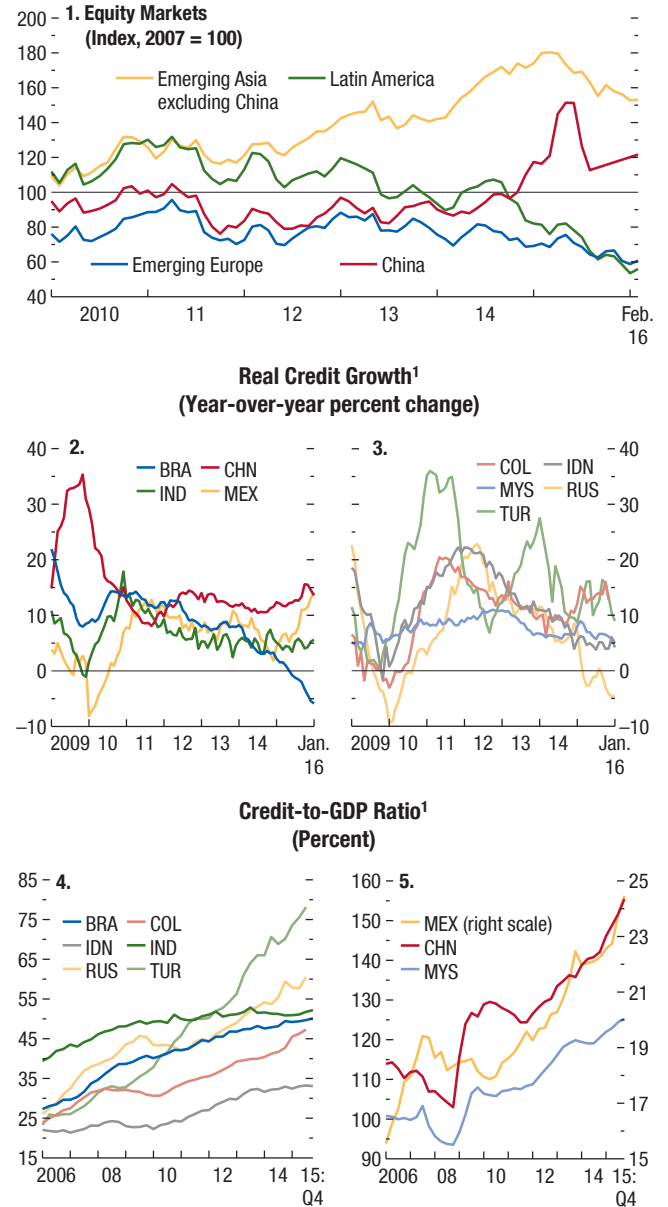 1. Equity Markets
(Index, 2007 = 100)
200
180
160
140
120
100
80
60
40
Emerging Asia
excluding China
Latin America
Emerging Europe
China
2010 11 12 13 14 Feb.
16
Real Credit Growth1
(Year-over-year percent change)
2.
40
30
20
10
0
–10
BRA CHN
IND MEX
2009 10 11 12 13 14 Jan.
16
3.
40
30
20
10
0
–10
COL IDN
MYS RUS
TUR
2009 10 11 12 13 14 Jan.
16
Credit-to-GDP Ratio1
(Percent)
4.
85
75
65
55
45
35
25
15
BRA COL
IDN IND
RUS TUR
2006 08 10 12 14 15:
Q4
5.
160
150
140
130
120
110
100
90
MEX (right scale)
CHN
MYS
25
23
21
19
17
15
2006 08 10 12 14 15:
Q4